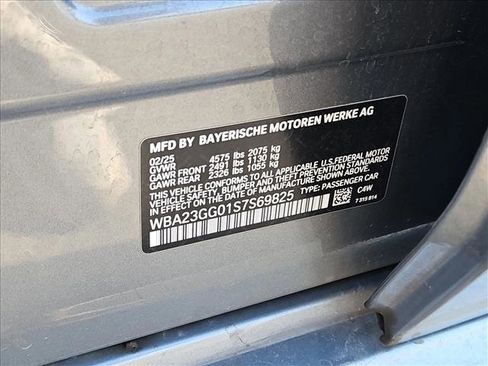 MFD BY BAYERISCHE MOTOREN WERKE AG
02/25 4575 lbs 2075 kg
GVWR
GAWR FRONT 2491 lbs 1130 kg
GAWR REAR 2326 lbs 1055 kg
THIS VEHICLE CONFORMS TO ALL APPLICABLE U.S. FEDERAL MOTOR
VEHICLE SAFETY, BUMPER AND THEFT PREVENTION STANDARDS
IN EFFECT ON THE DATE OF MANUFACTURE SHOWN ABOVE.
WBA23GG01S7S69825 TYPE: PASSENGER CAR
C4W
7 315 814